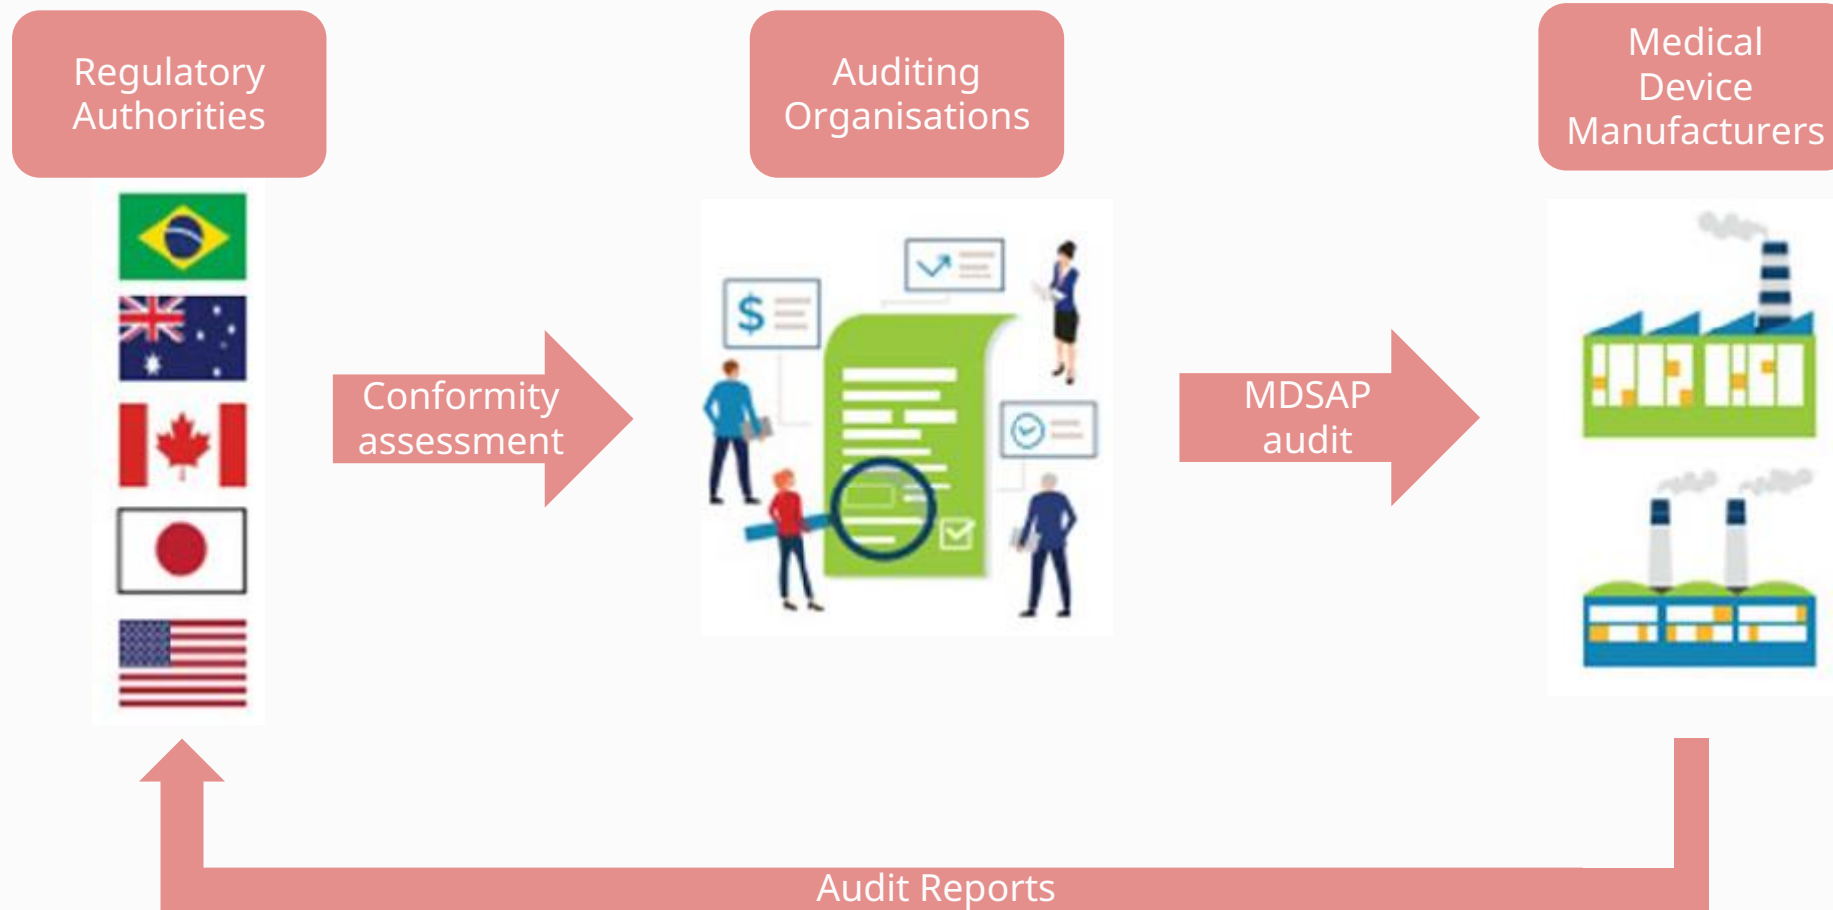 Regulatory
Authorities
Auditing
Organisations
Medical
Device
Manufacturers
$
Conformity
assessment
MDSAP
audit
Audit Reports